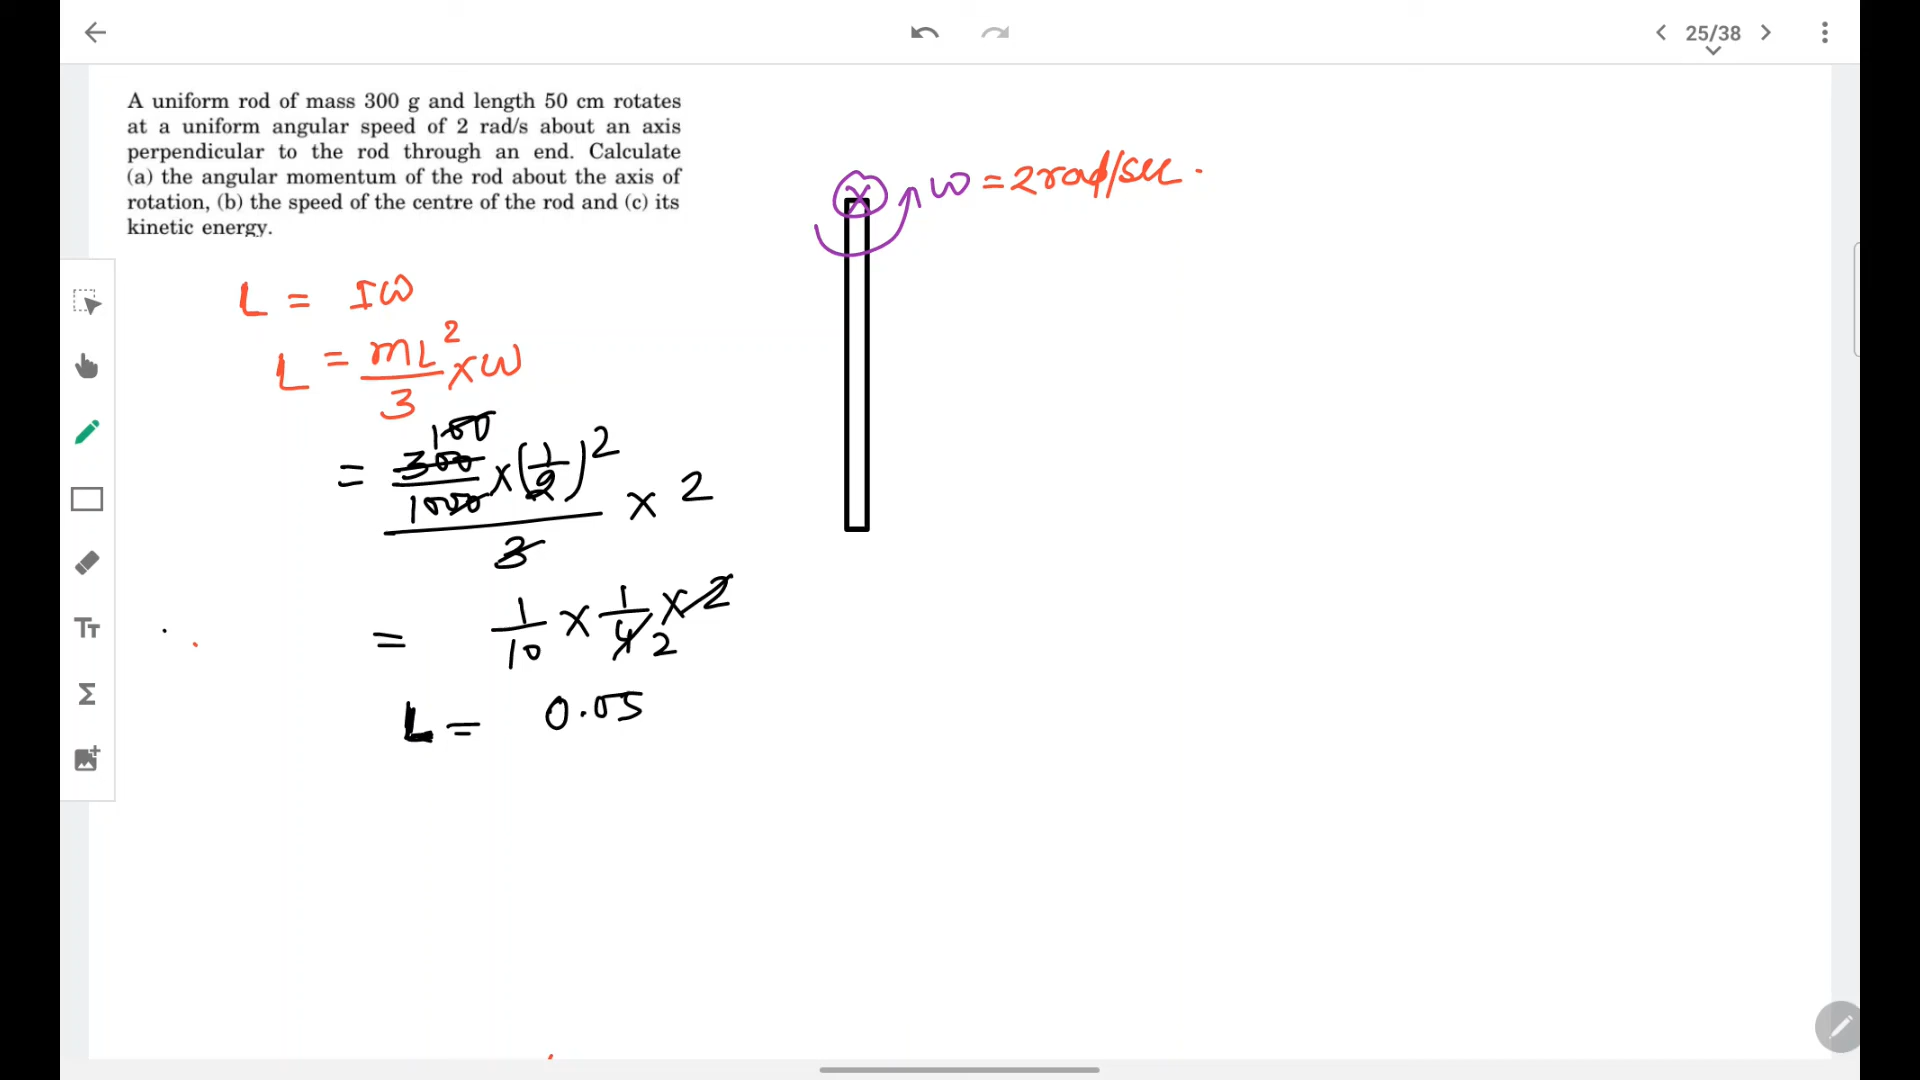 25/38
A uniform rod of mass 300 g and length 50 cm rotates
at a uniform angular speed of 2 rad/s about an axis
perpendicular to the rod through an end. Calculate
(a) the angular momentum of the rod about the axis of
rotation, (b) the speed of the centre of the rod and (c) its
kinetic energy.
x ω = 2rad/sec.
L = Iω
L = mL²/3 × ω
100
= 300/1000 × (1/2)² / 3 × 2
= 1/10 × 1/4 × 2
2
L = 0.05
Tт
Σ